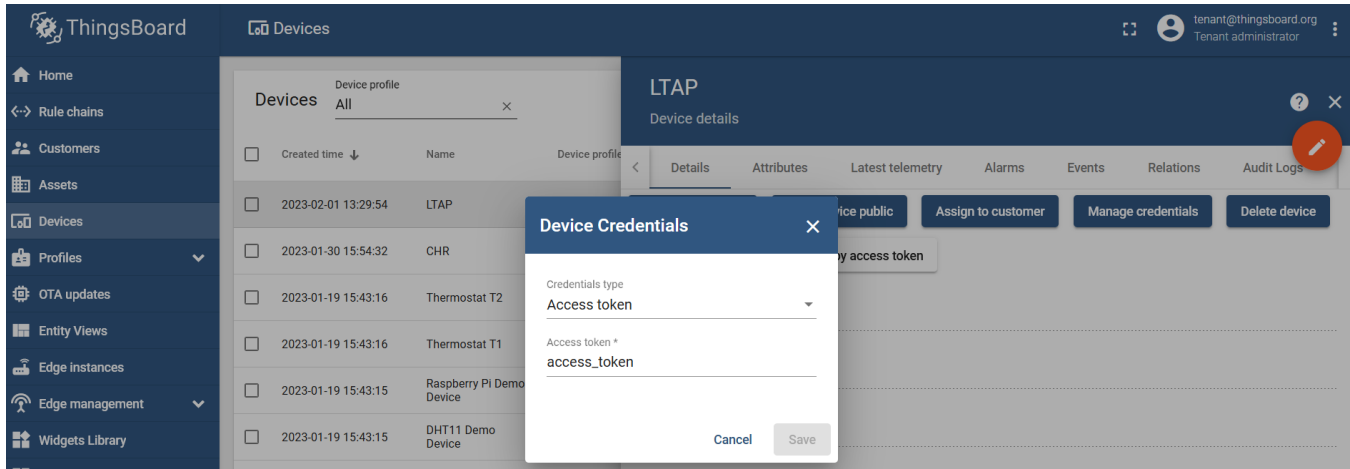 ThingsBoard
Devices
tenant@thingsboard.org
Tenant administrator
Home
Rule chains
Customers
Assets
Devices
Profiles
OTA updates
Entity Views
Edge instances
Edge management
Widgets Library
Devices
Device profile
All
Created time
Name
Device profile
2023-02-01 13:29:54
LTAP
2023-01-30 15:54:32
CHR
2023-01-19 15:43:16
Thermostat T2
2023-01-19 15:43:16
Thermostat T1
2023-01-19 15:43:15
Raspberry Pi Demo
Device
2023-01-19 15:43:15
DHT11 Demo
Device
LTAP
Device details
Details
Attributes
Latest telemetry
Alarms
Events
Relations
Audit Logs
public
Assign to customer
Manage credentials
Delete device
access token
Device Credentials
Credentials type
Access token
Access token *
access_token
Cancel
Save